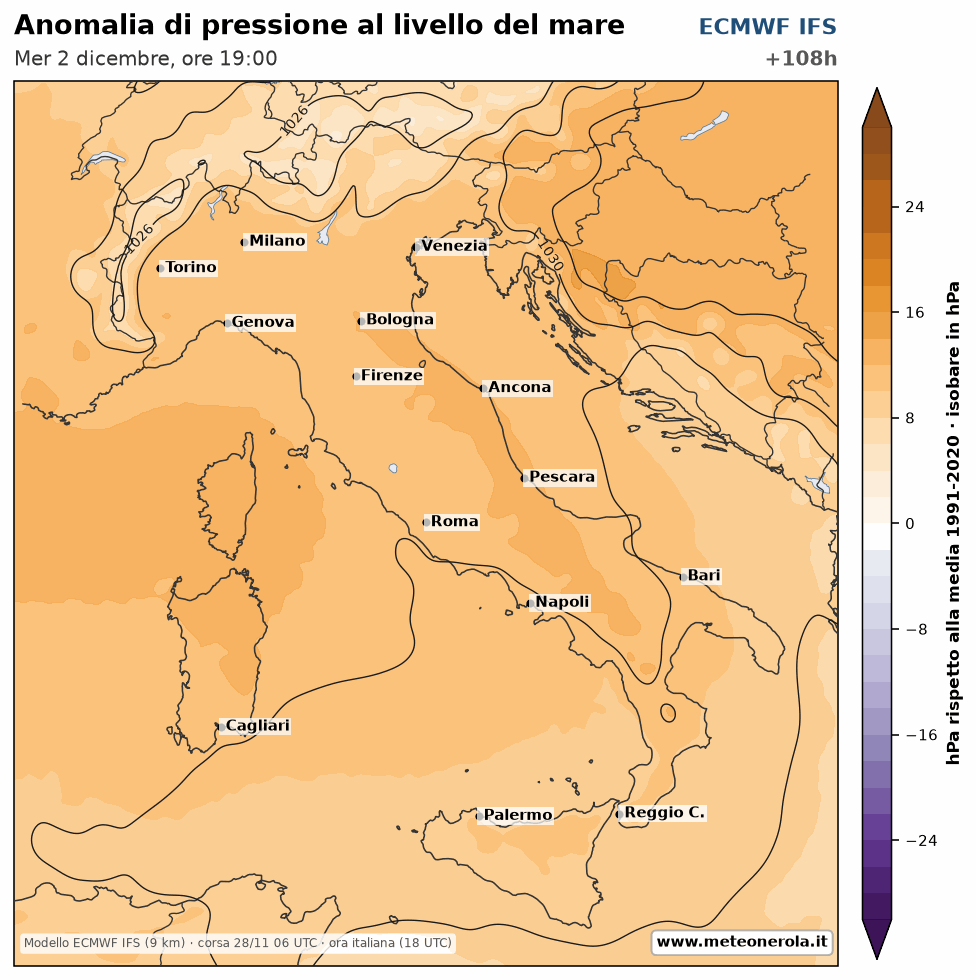 Anomalia di pressione al livello del mare
ECMWF IFS
Mer 2 dicembre, ore 19:00
+108h
1026
1026
Milano
Venezia
1030
Torino
Genova
Bologna
Firenze
Ancona
Pescara
Roma
Bari
Napoli
Cagliari
Palermo
Reggio C.
24
16
8
0
−8
−16
−24
hPa rispetto alla media 1991-2020 · isobare in hPa
Modello ECMWF IFS (9 km) · corsa 28/11 06 UTC · ora italiana (18 UTC)
www.meteonerola.it